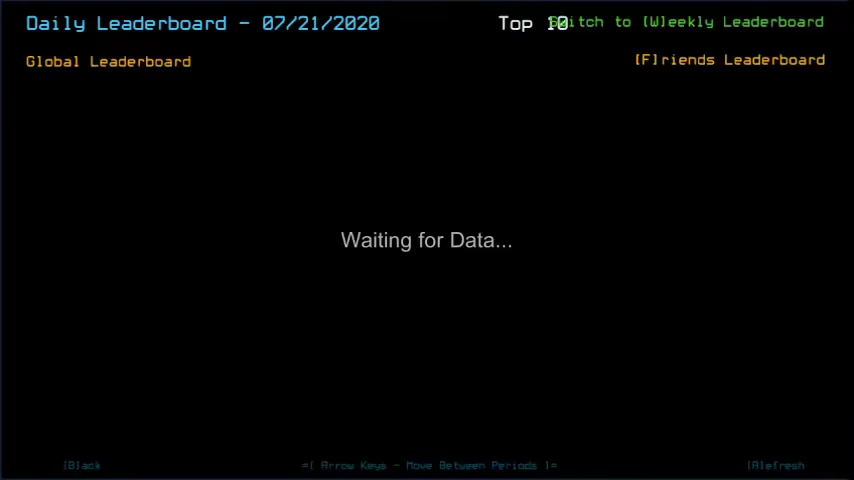 Daily Leaderboard - 07/21/2020
Top 10
Switch to [W]eekly Leaderboard
Global Leaderboard
[F]riends Leaderboard
Waiting for Data...
[B]ack
=[ Arrow Keys - Move Between Periods ]=
[R]efresh